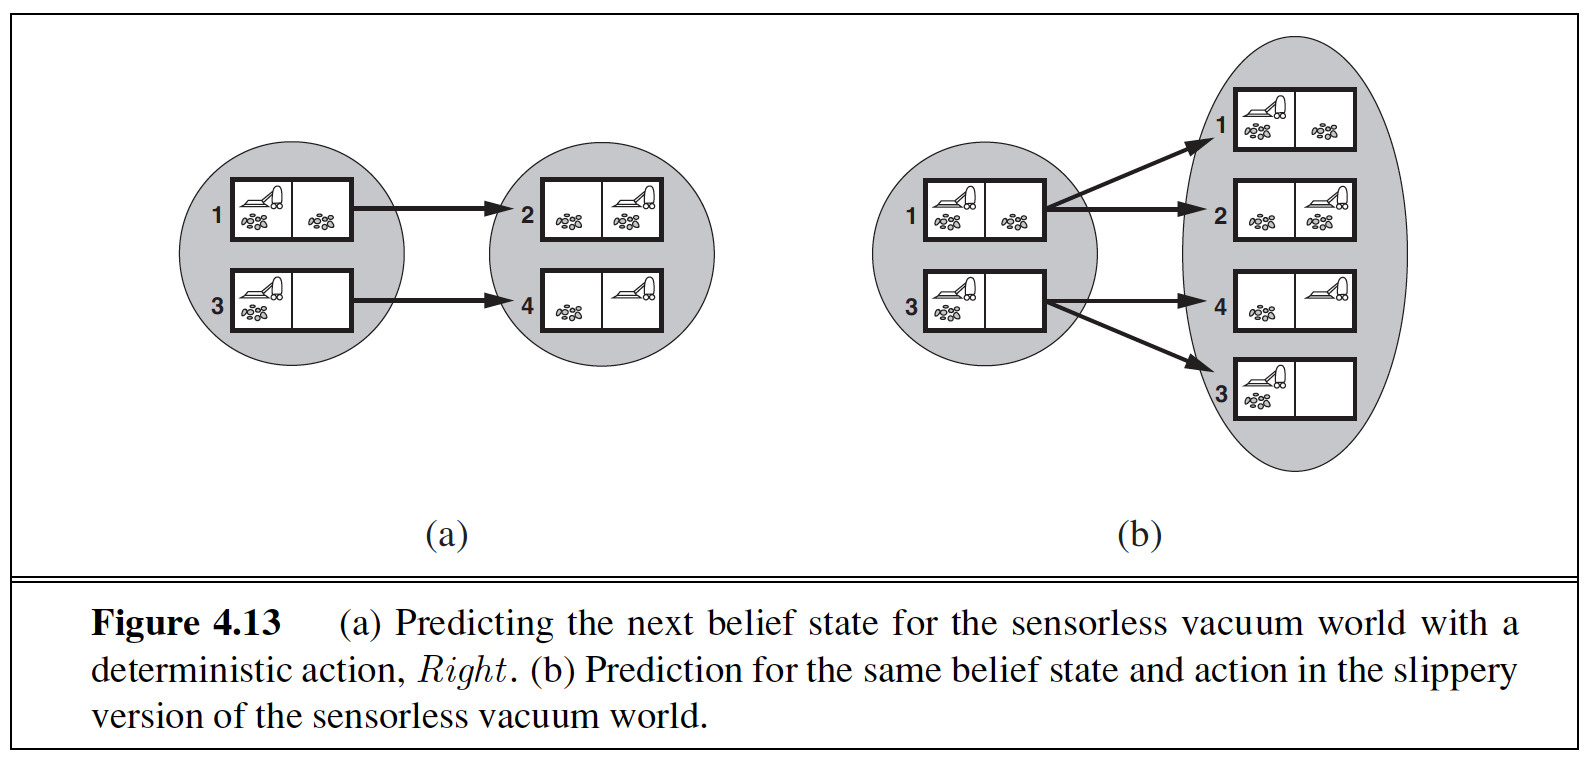 1
3
2
4
1
3
1
2
4
3
(a)
(b)
Figure 4.13 (a) Predicting the next belief state for the sensorless vacuum world with a
deterministic action, Right. (b) Prediction for the same belief state and action in the slippery
version of the sensorless vacuum world.